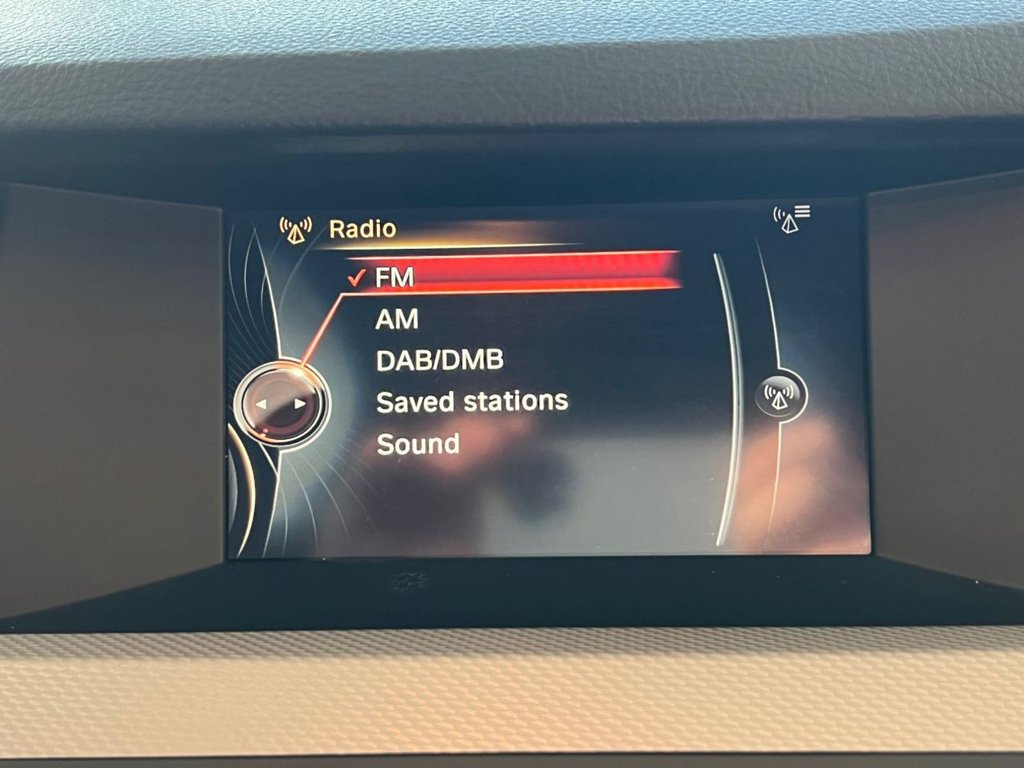 Radio
FM
AM
DAB/DMB
Saved stations
Sound